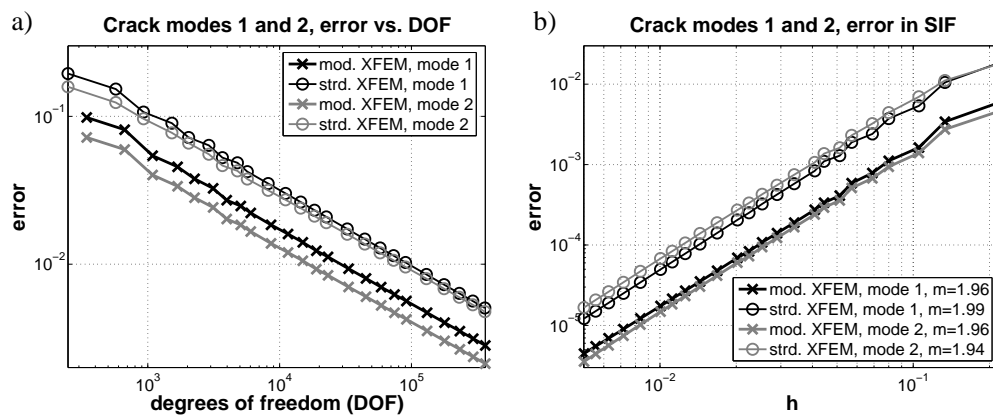 a)
Crack modes 1 and 2, error vs. DOF
mod. XFEM, mode 1
strd. XFEM, mode 1
mod. XFEM, mode 2
strd. XFEM, mode 2
10^-1
10^-2
error
10^3 10^4 10^5
degrees of freedom (DOF)
b)
Crack modes 1 and 2, error in SIF
10^-2
10^-3
10^-4
10^-5
error
mod. XFEM, mode 1, m=1.96
strd. XFEM, mode 1, m=1.99
mod. XFEM, mode 2, m=1.96
strd. XFEM, mode 2, m=1.94
10^-2 10^-1
h